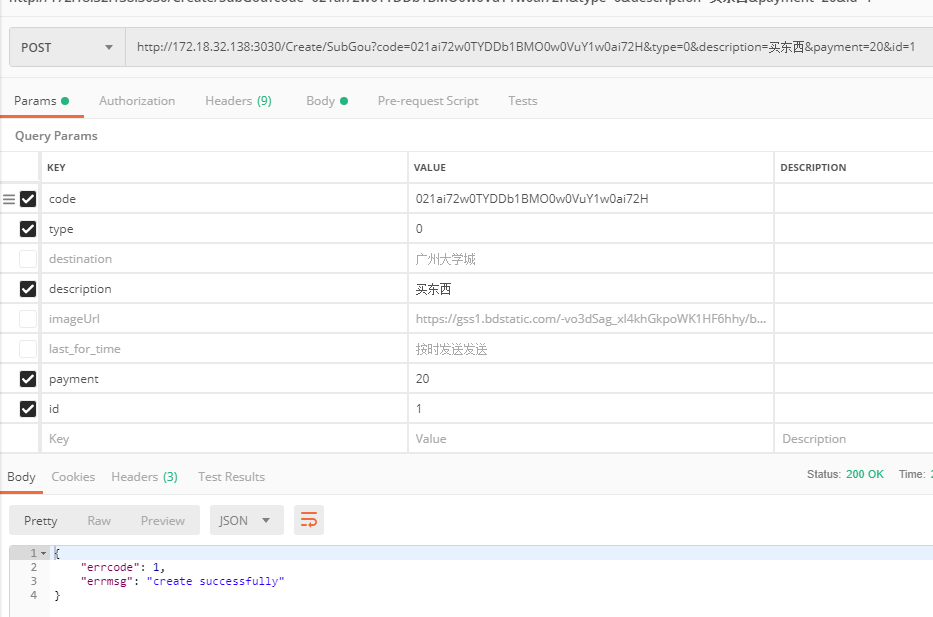 POST http://172.18.32.138:3030/Create/SubGou?code=021ai72w0TYDDb1BMO0w0VuY1w0ai72H&type=0&description=买东西&payment=20&id=1
Params Authorization Headers (9) Body Pre-request Script Tests
Query Params
KEY VALUE DESCRIPTION
code 021ai72w0TYDDb1BMO0w0VuY1w0ai72H
type 0
destination 广州大学城
description 买东西
imageUrl https://gss1.bdstatic.com/-vo3dSag_xI4khGkpoWK1HF6hhy/b...
last_for_time 按时发送发送
payment 20
id 1
Key Value Description
Body Cookies Headers (3) Test Results Status: 200 OK Time:
Pretty Raw Preview JSON
1 {
2 "errcode": 1,
3 "errmsg": "create successfully"
4 }